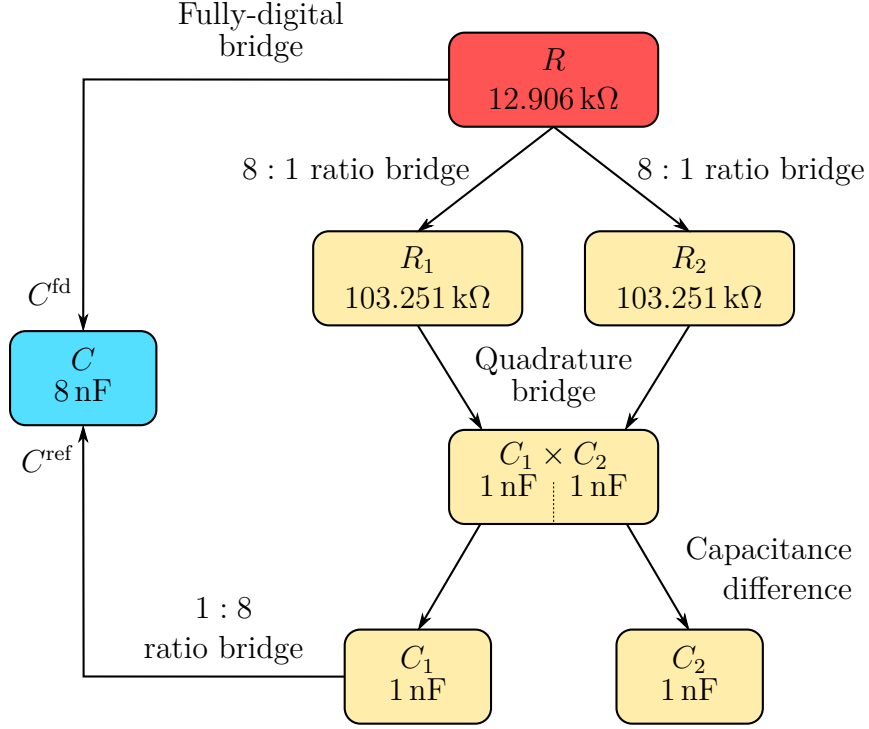 Fully-digital
bridge
R
12.906 kΩ
8 : 1 ratio bridge
8 : 1 ratio bridge
R₁
103.251 kΩ
R₂
103.251 kΩ
C^fd
C
8 nF
C^ref
Quadrature
bridge
C₁ × C₂
1 nF 1 nF
Capacitance
difference
1 : 8
ratio bridge
C₁
1 nF
C₂
1 nF